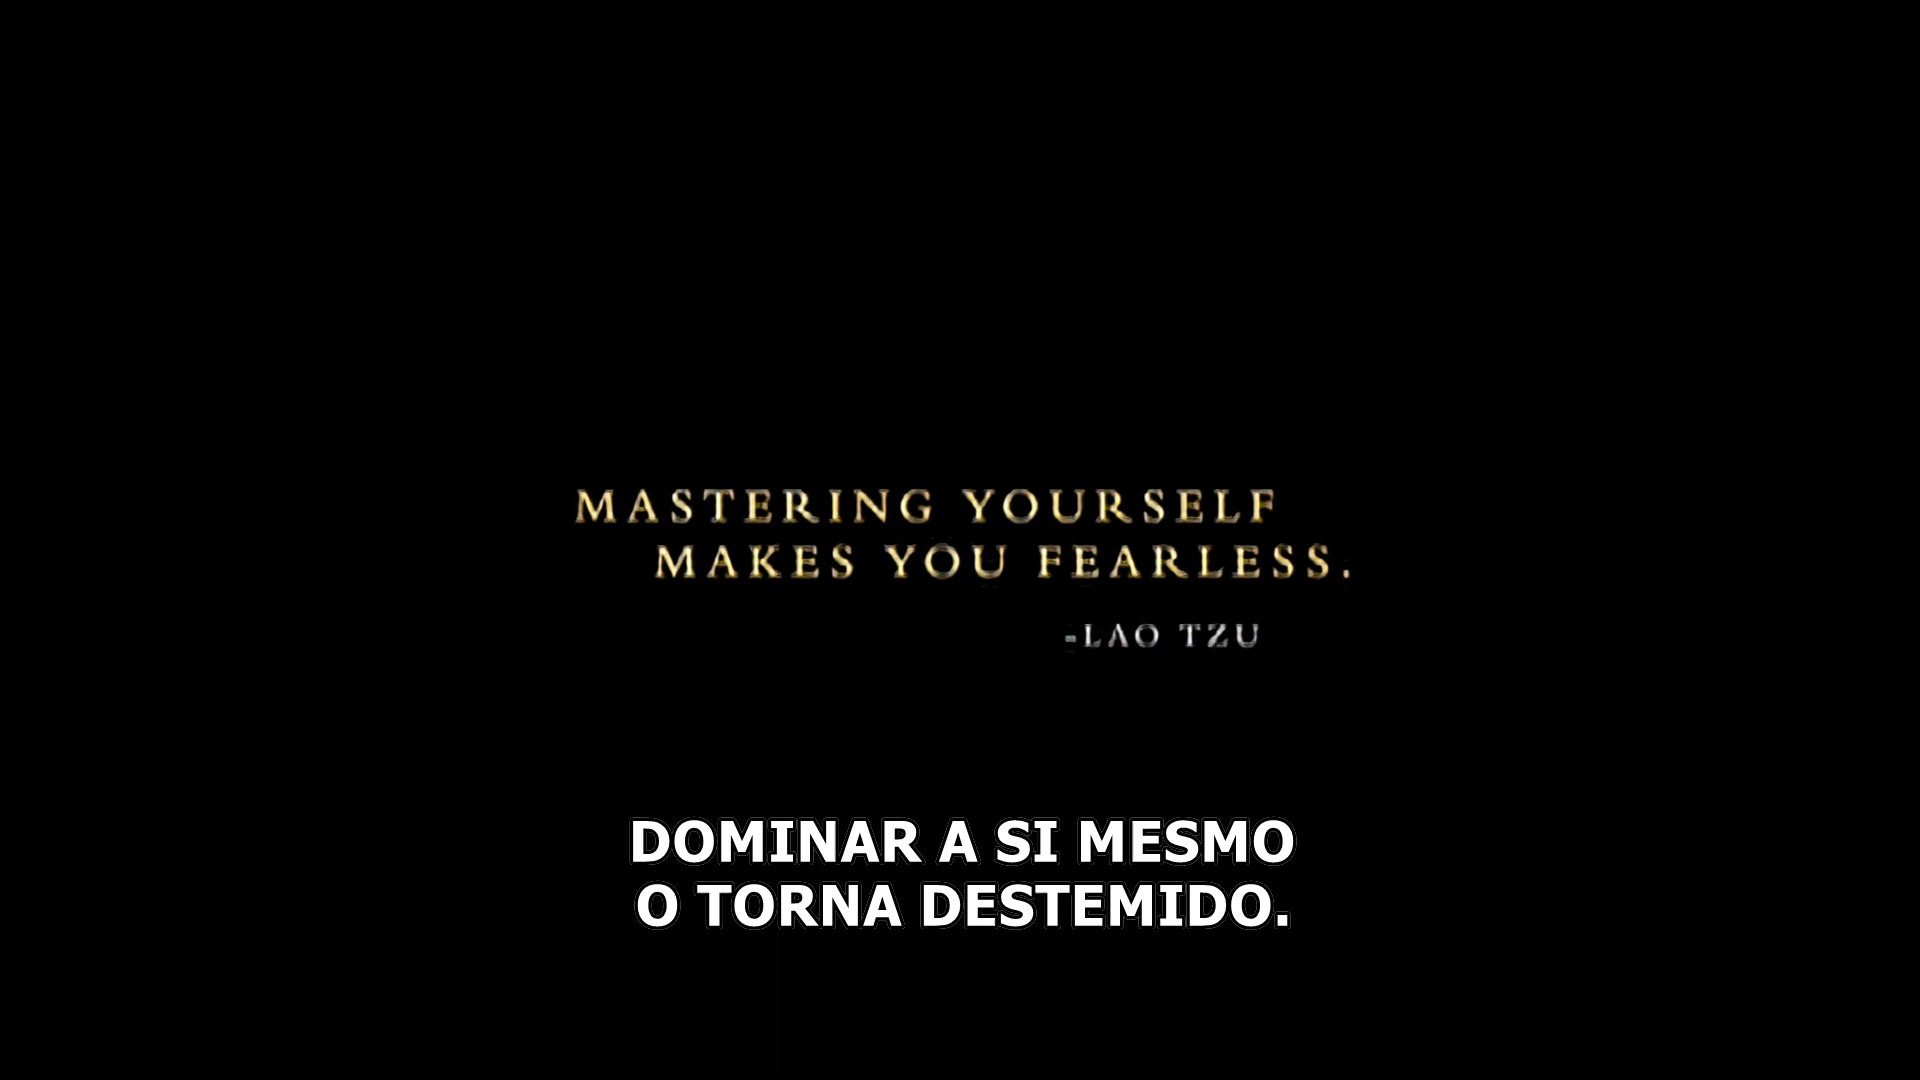 MASTERING YOURSELF
MAKES YOU FEARLESS.
-LAO TZU
DOMINAR A SI MESMO
O TORNA DESTEMIDO.